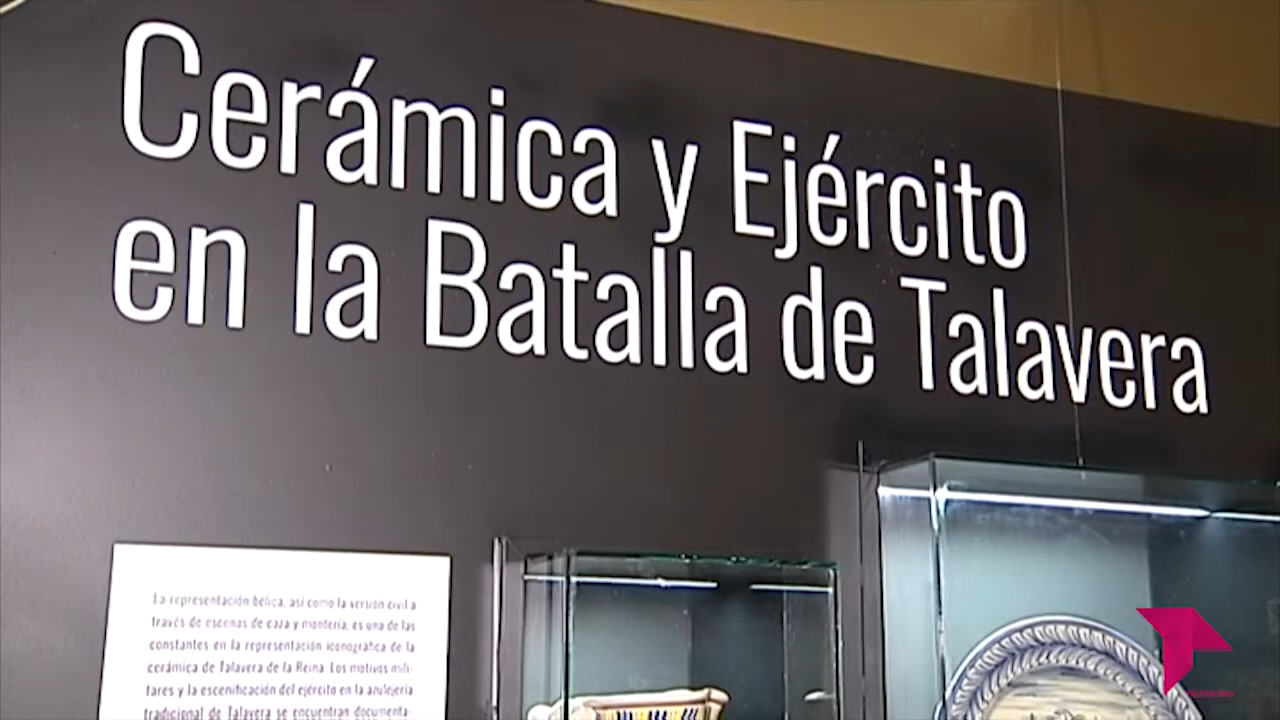 Cerámica y Ejército
en la Batalla de Talavera
La representación bélica, así como la versión civil a
través de escenas de caza y montería, es una de las
constantes en la representación iconográfica de la
cerámica de Talavera de la Reina. Los motivos mili-
tares y la escenificación del ejército en la azulejería
tradicional de Talavera se encuentran documenta-